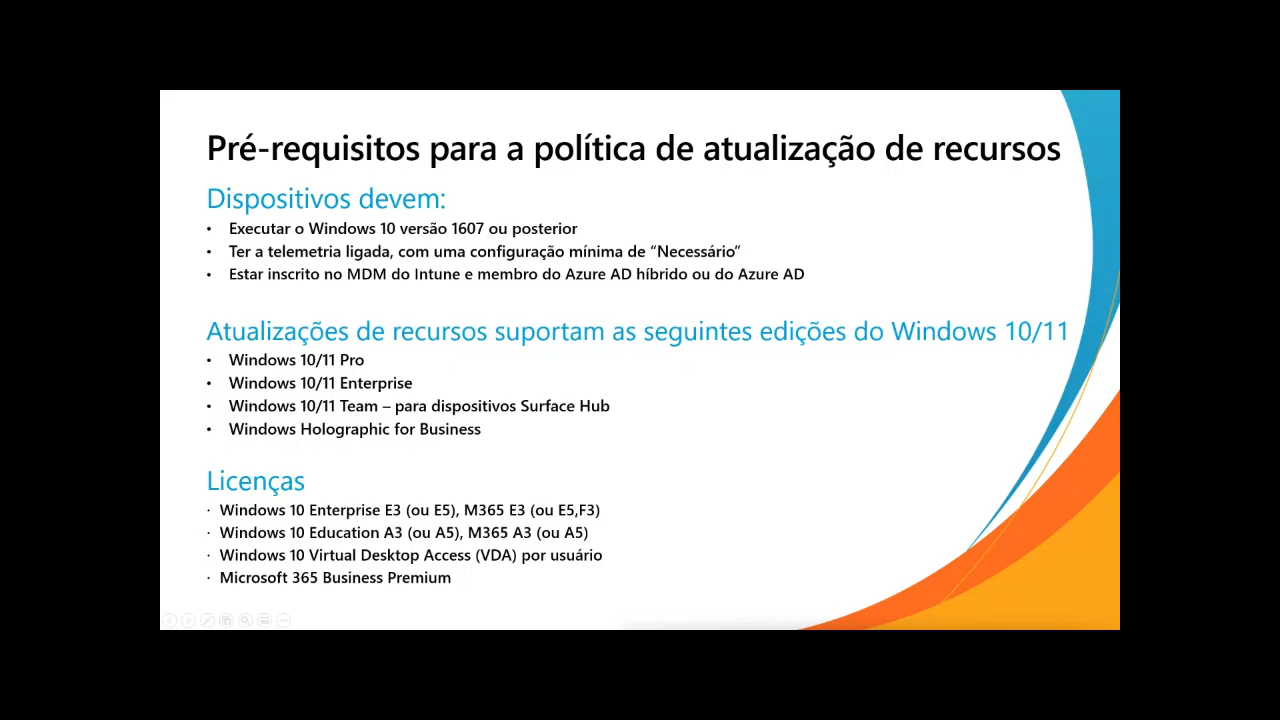 Pré-requisitos para a política de atualização de recursos
Dispositivos devem:
• Executar o Windows 10 versão 1607 ou posterior
• Ter a telemetria ligada, com uma configuração mínima de “Necessário”
• Estar inscrito no MDM do Intune e membro do Azure AD híbrido ou do Azure AD
Atualizações de recursos suportam as seguintes edições do Windows 10/11
• Windows 10/11 Pro
• Windows 10/11 Enterprise
• Windows 10/11 Team – para dispositivos Surface Hub
• Windows Holographic for Business
Licenças
· Windows 10 Enterprise E3 (ou E5), M365 E3 (ou E5,F3)
· Windows 10 Education A3 (ou A5), M365 A3 (ou A5)
· Windows 10 Virtual Desktop Access (VDA) por usuário
· Microsoft 365 Business Premium